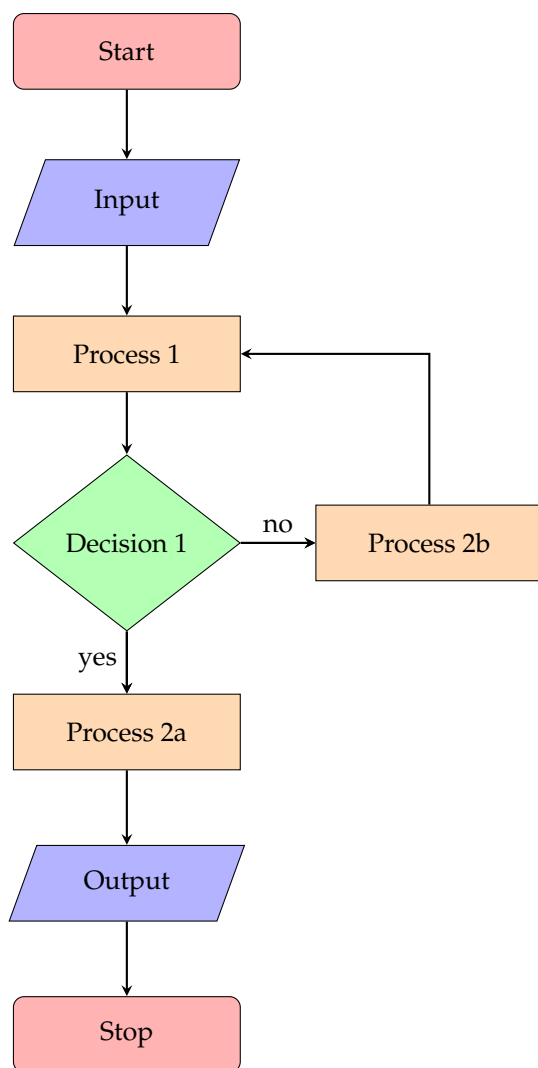 Start
Input
Process 1
Decision 1
no
Process 2b
yes
Process 2a
Output
Stop